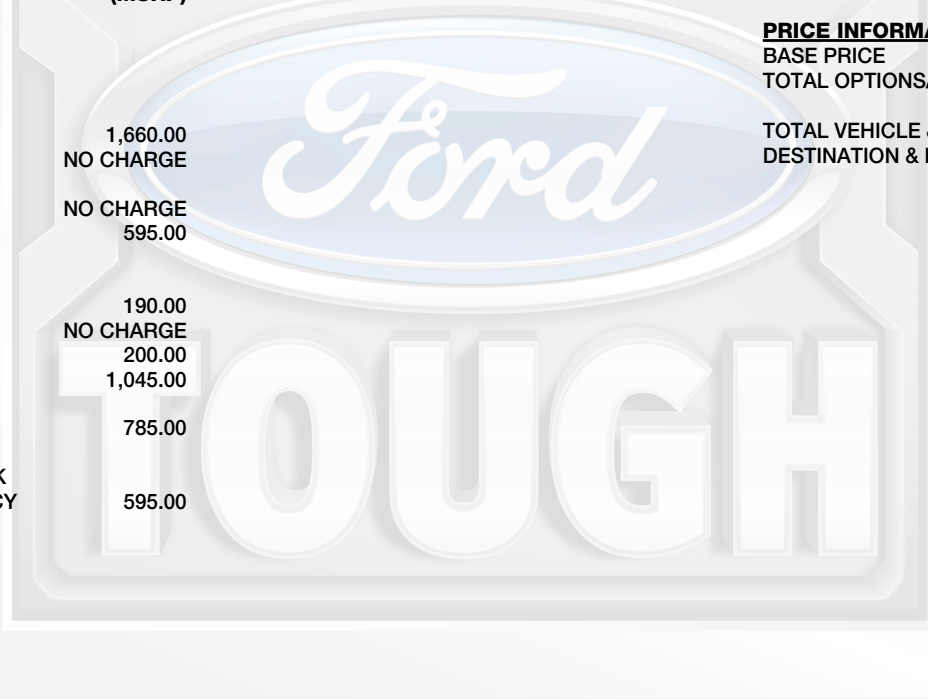 (MSRP)
1,660.00
NO CHARGE
NO CHARGE
595.00
190.00
NO CHARGE
200.00
1,045.00
785.00
K
CY
595.00
PRICE INFORMA
BASE PRICE
TOTAL OPTIONS/
TOTAL VEHICLE &
DESTINATION &
Ford
TOUGH